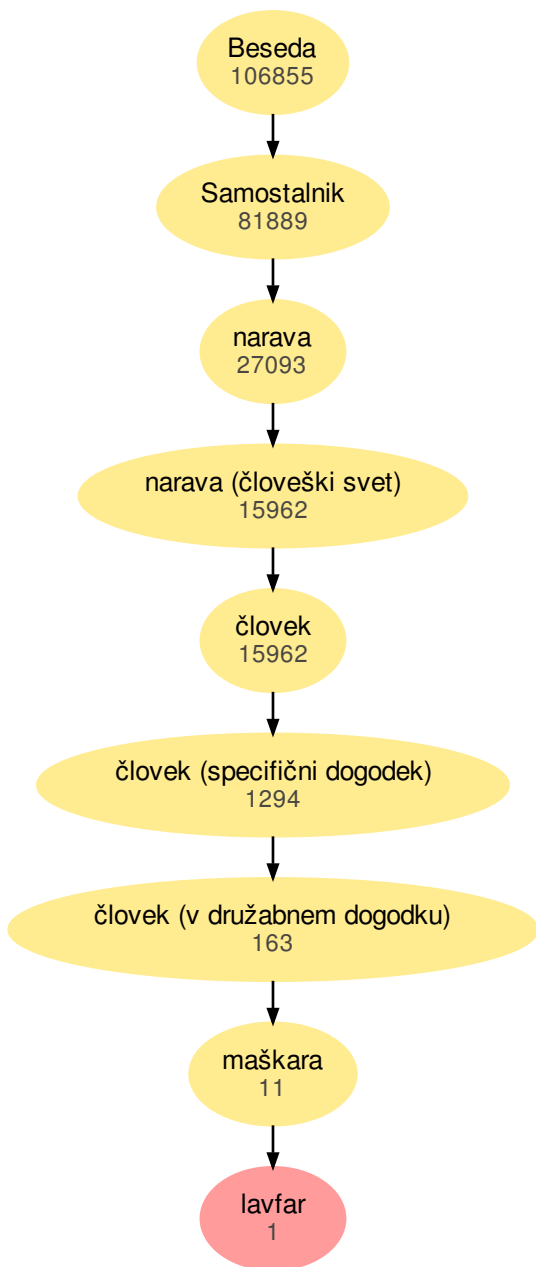 Beseda
106855
Samostalnik
81889
narava
27093
narava (človeški svet)
15962
človek
15962
človek (specifični dogodek)
1294
človek (v družabnem dogodku)
163
maškara
11
lavfar
1